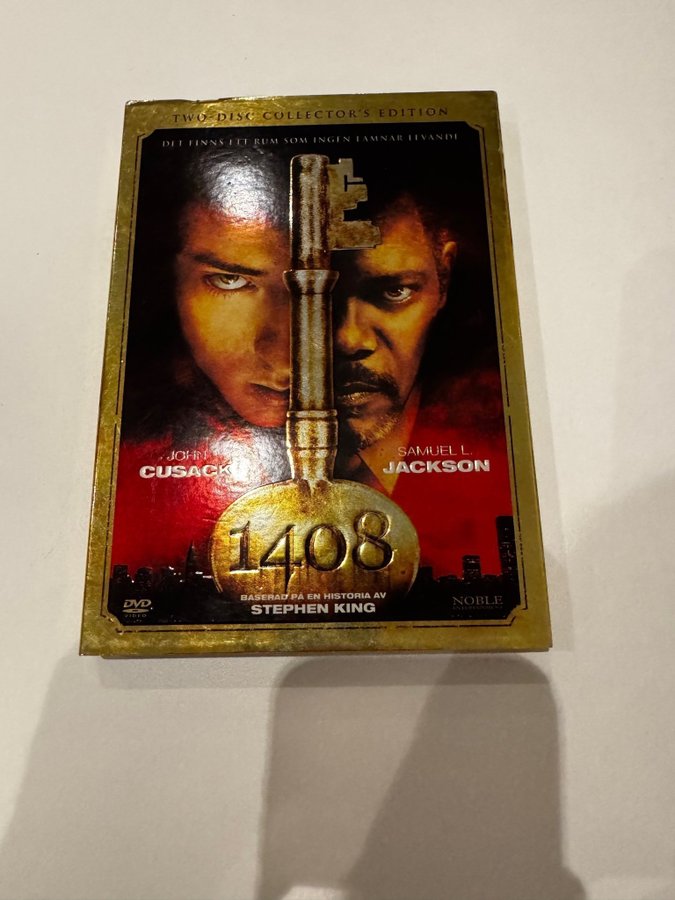 TWO-DISC COLLECTOR'S EDITION
DET FINNS ETT RUM SOM INGEN LÄMNAR LEVANDE
JOHN
CUSACK
SAMUEL L.
JACKSON
1408
BASERAD PÅ EN HISTORIA AV
STEPHEN KING
DVD
VIDEO
NOBLE
ENTERTAINMENT